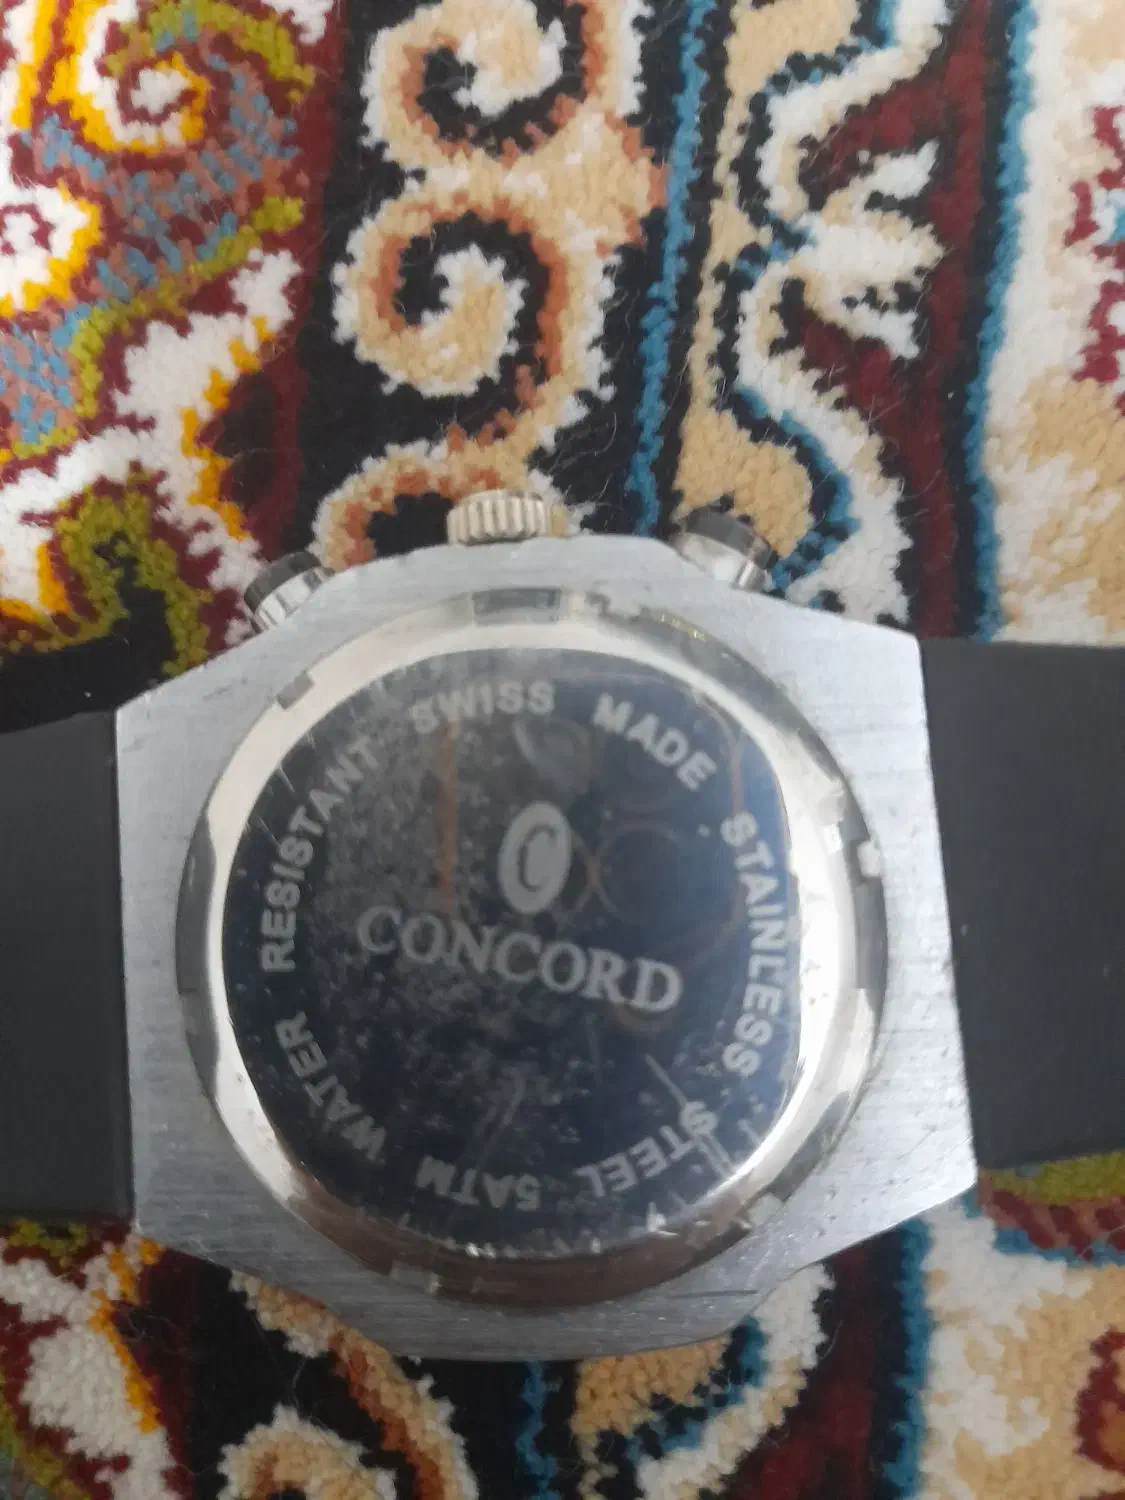 C
CONCORD
SWISS MADE STAINLESS STEEL 5ATM WATER RESISTANT